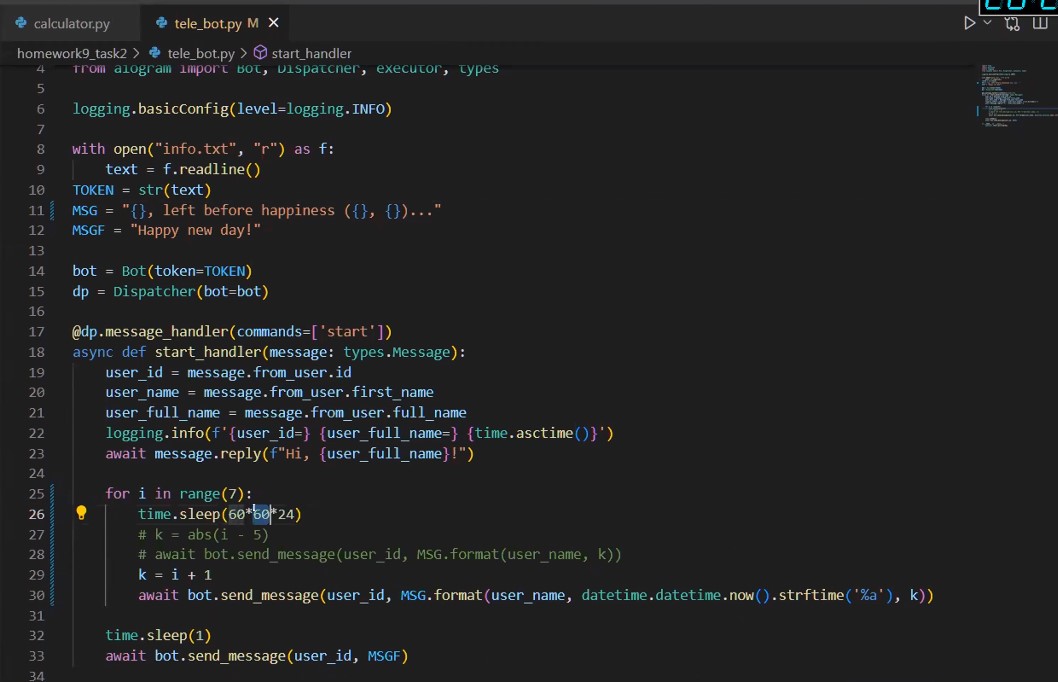 calculator.py
tele_bot.py M
homework9_task2 > tele_bot.py > start_handler
4 from aiogram import Bot, Dispatcher, executor, types
5
6 logging.basicConfig(level=logging.INFO)
7
8 with open("info.txt", "r") as f:
9 text = f.readline()
10 TOKEN = str(text)
11 MSG = "{}, left before happiness ({}, {})..."
12 MSGF = "Happy new day!"
13
14 bot = Bot(token=TOKEN)
15 dp = Dispatcher(bot=bot)
16
17 @dp.message_handler(commands=['start'])
18 async def start_handler(message: types.Message):
19 user_id = message.from_user.id
20 user_name = message.from_user.first_name
21 user_full_name = message.from_user.full_name
22 logging.info(f'{user_id=} {user_full_name=} {time.asctime()}')
23 await message.reply(f"Hi, {user_full_name}!")
24
25 for i in range(7):
26 time.sleep(60*60*24)
27 # k = abs(i - 5)
28 # await bot.send_message(user_id, MSG.format(user_name, k))
29 k = i + 1
30 await bot.send_message(user_id, MSG.format(user_name, datetime.datetime.now().strftime('%a'), k))
31
32 time.sleep(1)
33 await bot.send_message(user_id, MSGF)
34